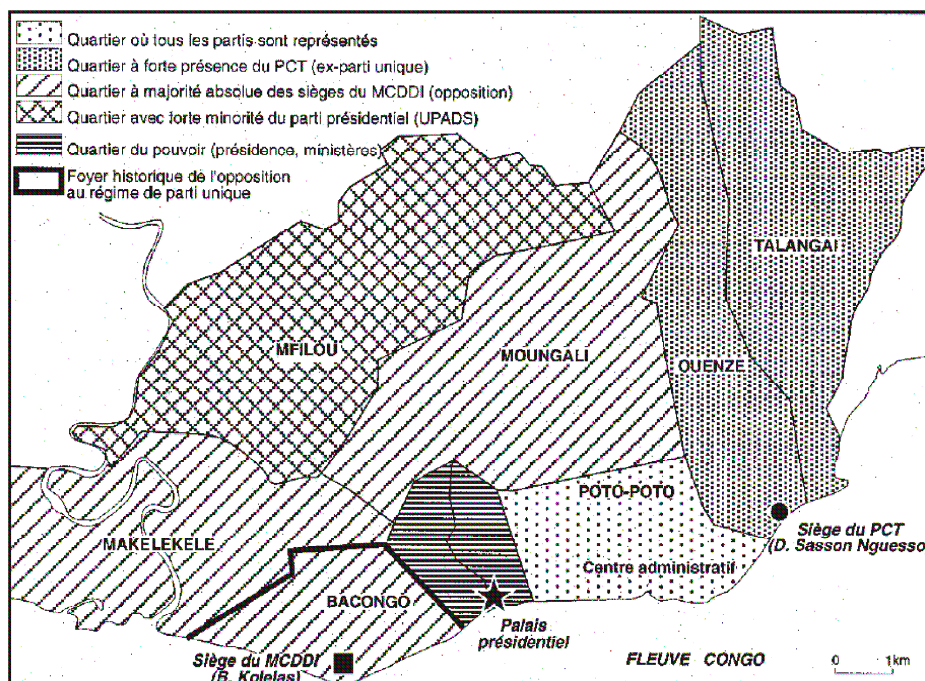 Quartier où tous les partis sont représentés
Quartier à forte présence du PCT (ex-parti unique)
Quartier à majorité absolue des sièges du MCDDI (opposition)
Quartier avec forte minorité du parti présidentiel (UPADS)
Quartier du pouvoir (présidence, ministères)
Foyer historique de l'opposition
au régime de parti unique
TALANGAI
MFILOU
MOUNGALI
OUENZE
POTO-POTO
Siège du PCT
(D. Sasson Nguesso
MAKELEKELE
Centre administratif
BACONGO
Palais
présidentiel
Siège du MCDDI
(B. Kolelas)
FLEUVE CONGO
0 1km